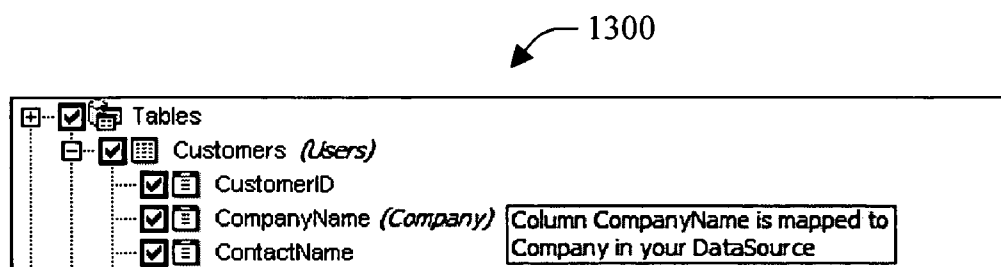 1300
Tables
Customers (Users)
CustomerID
CompanyName (Company)
Column CompanyName is mapped to
Company in your DataSource
ContactName